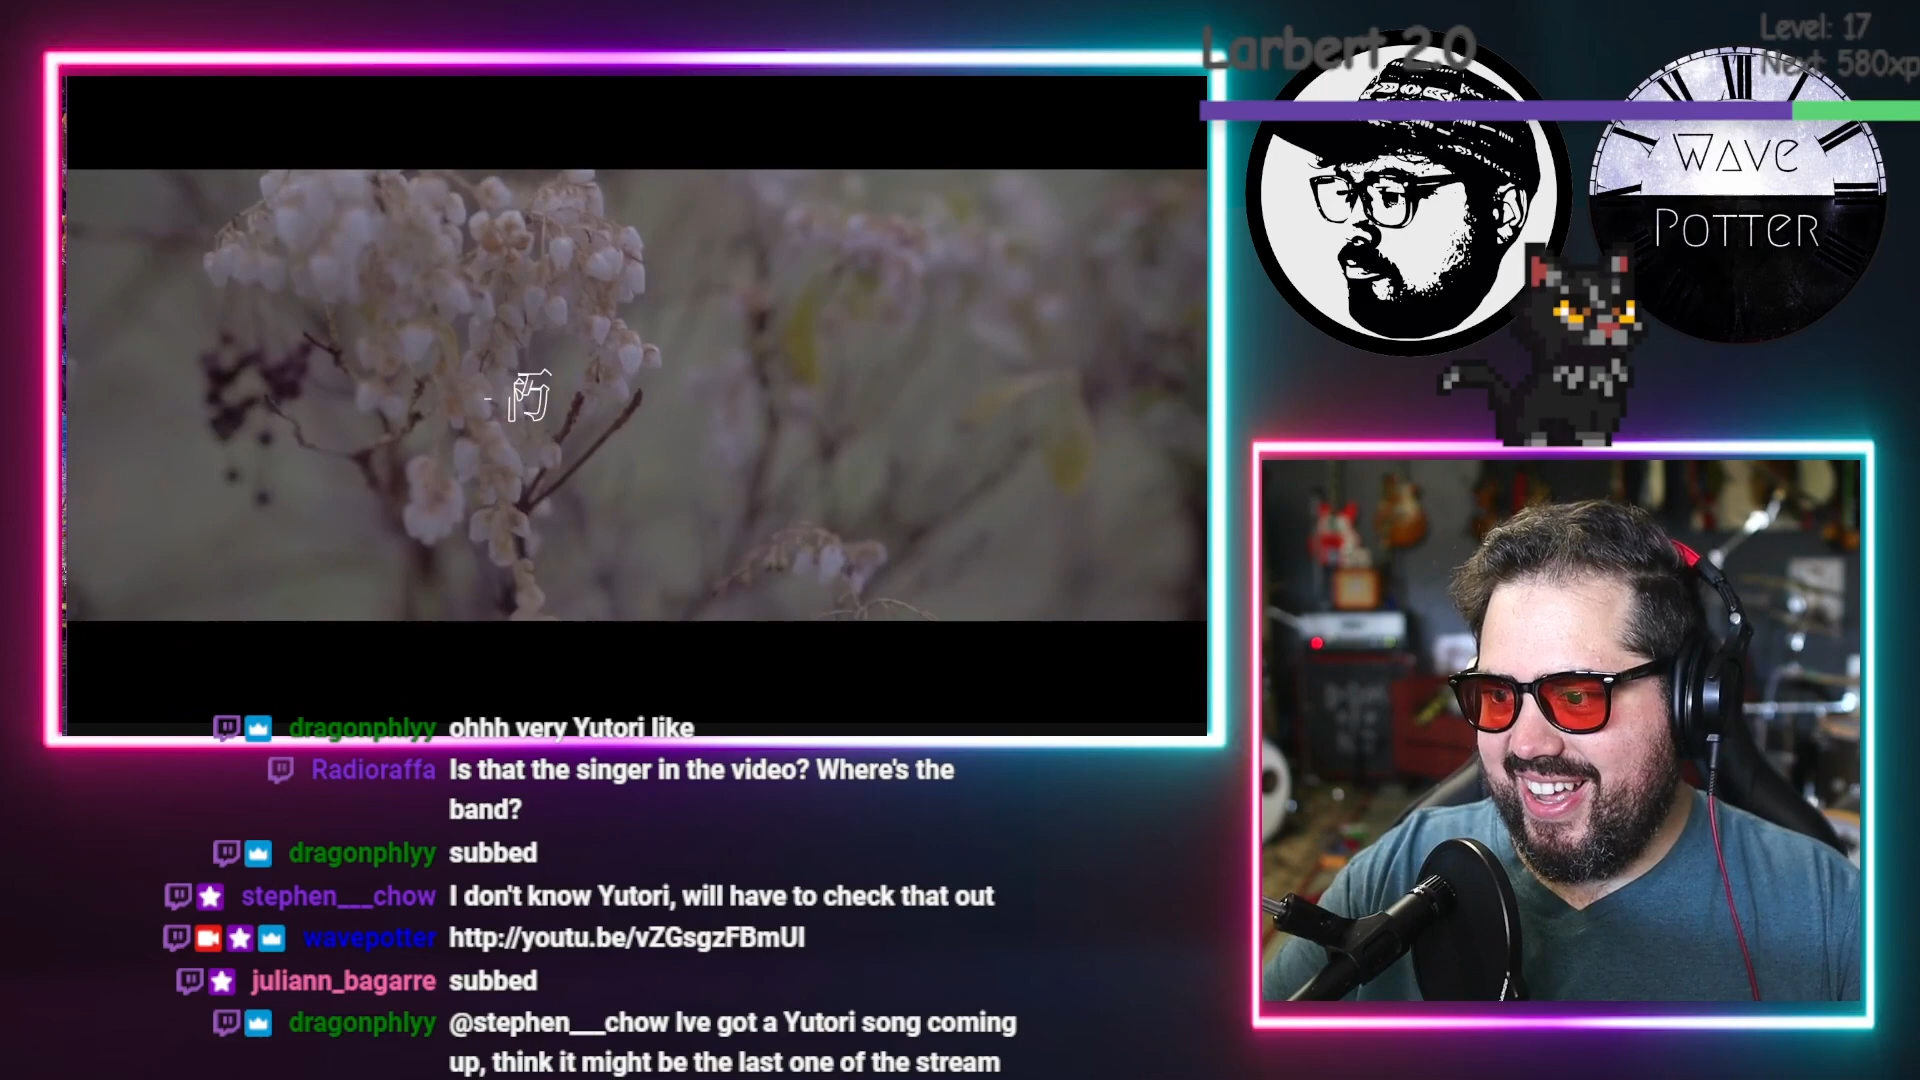 Larbert 2.0
Level: 17
Next: 580xp
WAVE
POTTER
dragonphlyy ohhh very Yutori like
Radioraffa Is that the singer in the video? Where's the
band?
dragonphlyy subbed
stephen___chow I don't know Yutori, will have to check that out
wavepotter http://youtu.be/vZGsgzFBmUI
juliann_bagarre subbed
dragonphlyy @stephen___chow Ive got a Yutori song coming
up, think it might be the last one of the stream